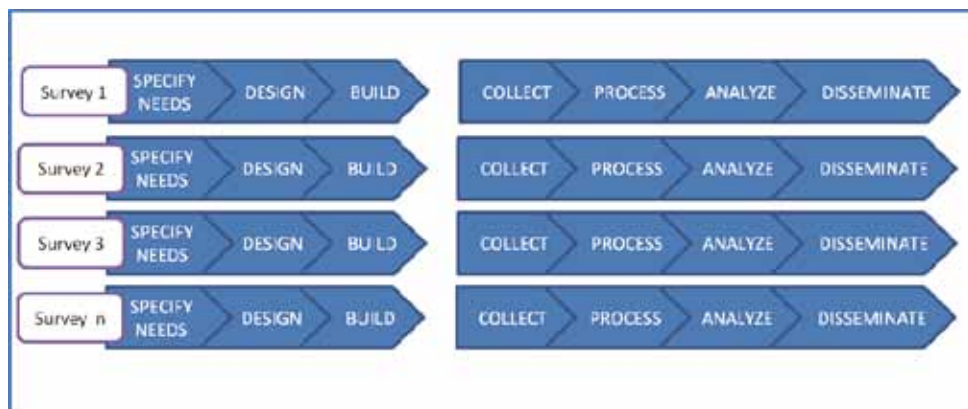 Survey 1 SPECIFY NEEDS DESIGN BUILD COLLECT PROCESS ANALYZE DISSEMINATE
Survey 2 SPECIFY NEEDS DESIGN BUILD COLLECT PROCESS ANALYZE DISSEMINATE
Survey 3 SPECIFY NEEDS DESIGN BUILD COLLECT PROCESS ANALYZE DISSEMINATE
Survey n SPECIFY NEEDS DESIGN BUILD COLLECT PROCESS ANALYZE DISSEMINATE